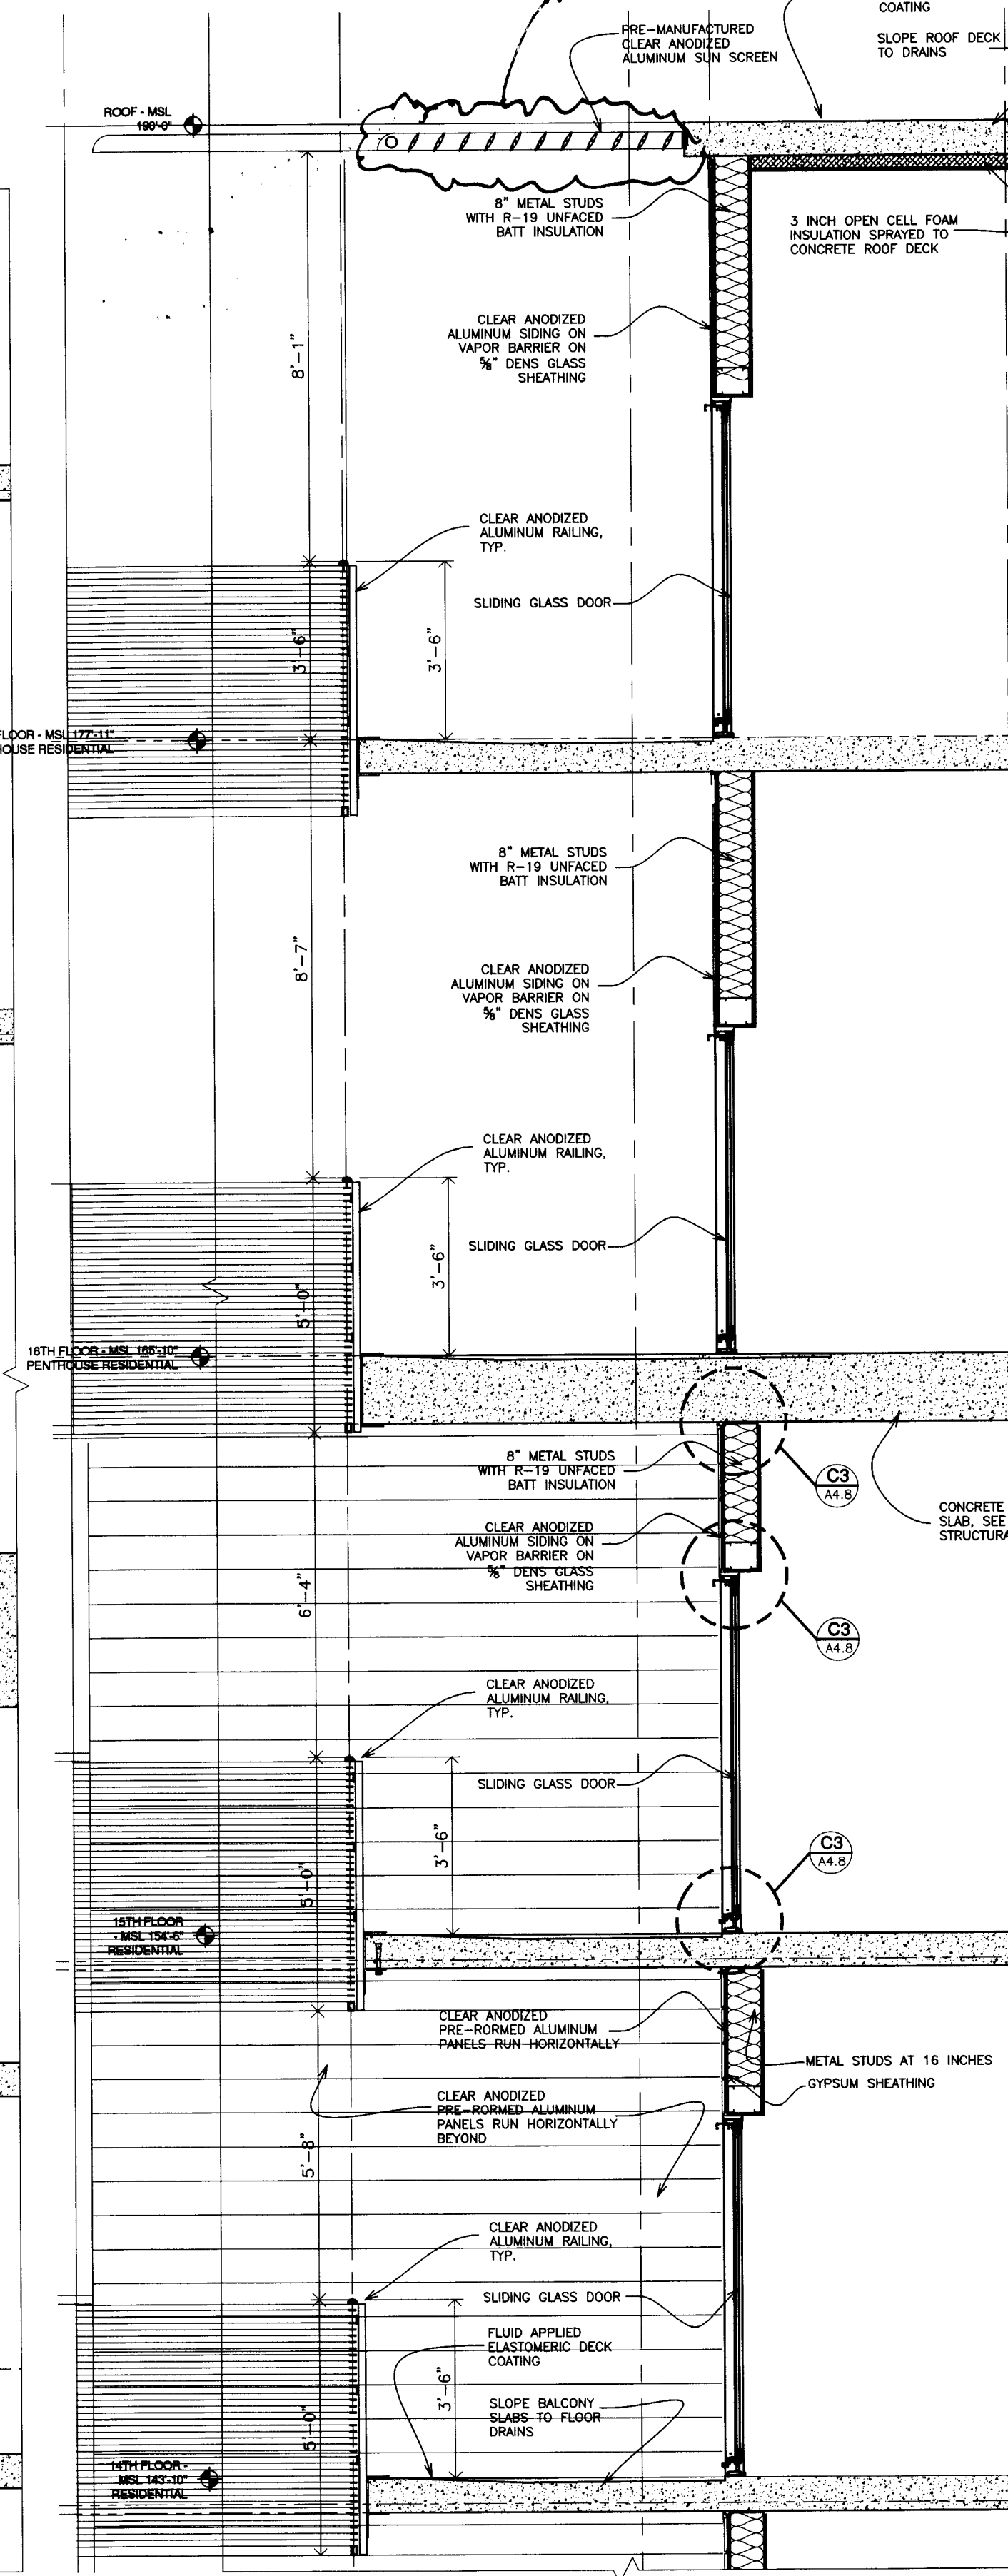 COATING
SLOPE ROOF DECK
TO DRAINS
PRE-MANUFACTURED
CLEAR ANODIZED
ALUMINUM SUN SCREEN
ROOF - MSL
190'-0"
8" METAL STUDS
WITH R-19 UNFACED
BATT INSULATION
3 INCH OPEN CELL FOAM
INSULATION SPRAYED TO
CONCRETE ROOF DECK
CLEAR ANODIZED
ALUMINUM SIDING ON
VAPOR BARRIER ON
⅝" DENS GLASS
SHEATHING
8'-1"
CLEAR ANODIZED
ALUMINUM RAILING,
TYP.
SLIDING GLASS DOOR
3'-6"
3'-6"
FLOOR - MSL 177'-11"
HOUSE RESIDENTIAL
8" METAL STUDS
WITH R-19 UNFACED
BATT INSULATION
8'-7"
CLEAR ANODIZED
ALUMINUM SIDING ON
VAPOR BARRIER ON
⅝" DENS GLASS
SHEATHING
CLEAR ANODIZED
ALUMINUM RAILING,
TYP.
SLIDING GLASS DOOR
3'-6"
5'-0"
16TH FLOOR - MSL 165'-10"
PENTHOUSE RESIDENTIAL
8" METAL STUDS
WITH R-19 UNFACED
BATT INSULATION
C3
A4.8
CONCRETE
SLAB, SEE
STRUCTURA
CLEAR ANODIZED
ALUMINUM SIDING ON
VAPOR BARRIER ON
⅝" DENS GLASS
SHEATHING
6'-4"
C3
A4.8
CLEAR ANODIZED
ALUMINUM RAILING,
TYP.
SLIDING GLASS DOOR
3'-6"
5'-0"
C3
A4.8
15TH FLOOR
- MSL 154'-6"
RESIDENTIAL
CLEAR ANODIZED
PRE-RORMED ALUMINUM
PANELS RUN HORIZONTALLY
METAL STUDS AT 16 INCHES
GYPSUM SHEATHING
CLEAR ANODIZED
PRE-RORMED ALUMINUM
PANELS RUN HORIZONTALLY
BEYOND
5'-8"
CLEAR ANODIZED
ALUMINUM RAILING,
TYP.
SLIDING GLASS DOOR
FLUID APPLIED
ELASTOMERIC DECK
COATING
3'-6"
5'-0"
SLOPE BALCONY
SLABS TO FLOOR
DRAINS
14TH FLOOR -
MSL 143'-10"
RESIDENTIAL